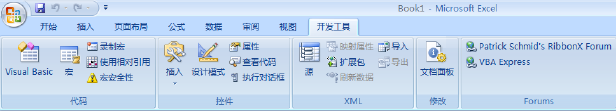 Book1 - Microsoft Excel
开始 插入 页面布局 公式 数据 审阅 视图 开发工具
Visual Basic
宏
录制宏
使用相对引用
宏安全性
代码
插入
设计模式
属性
查看代码
执行对话框
控件
源
映射属性
扩展包
刷新数据
导入
导出
XML
文档面板
修改
Patrick Schmid's RibbonX Forum
VBA Express
Forums